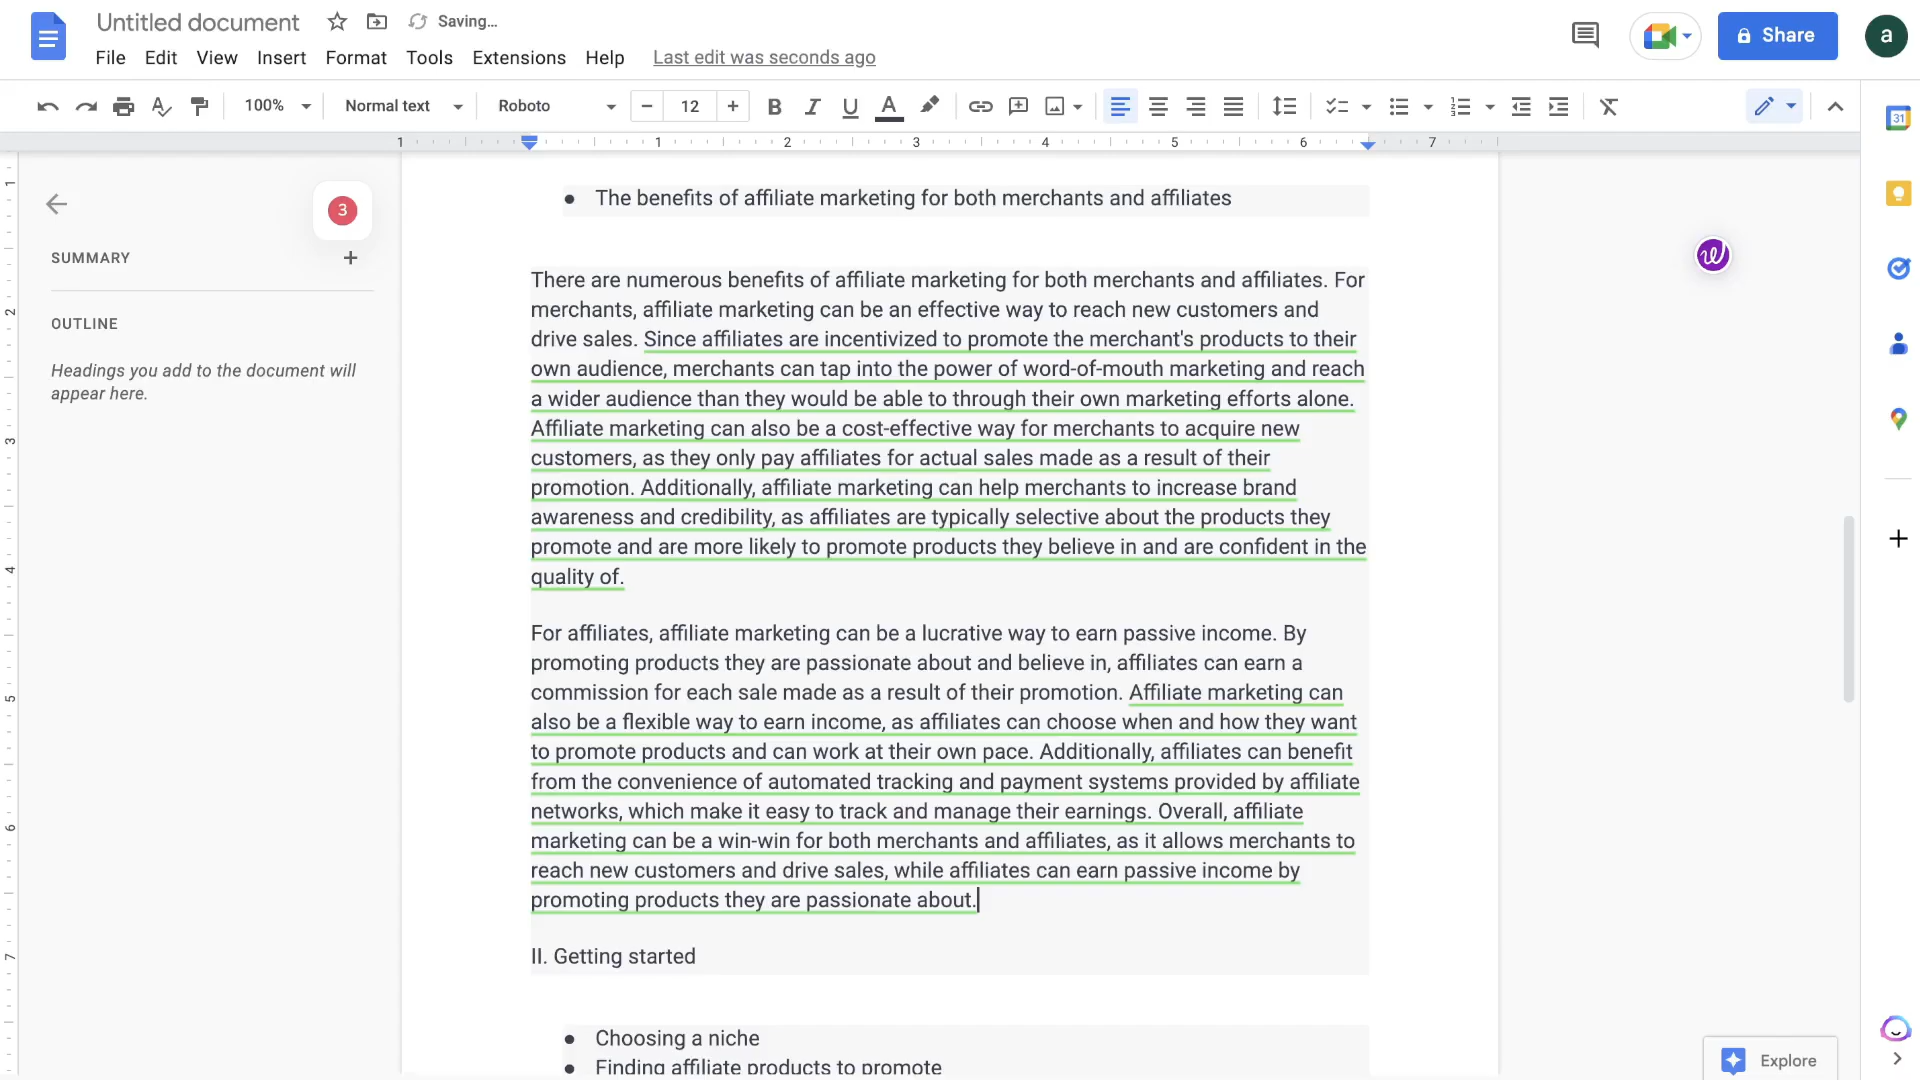 Untitled document
Saving...
File Edit View Insert Format Tools Extensions Help Last edit was seconds ago
Share
a
100% Normal text Roboto 12
1 1 2 3 4 5 6 7
31
3
SUMMARY
OUTLINE
Headings you add to the document will
appear here.
1
2
3
4
5
6
7
● The benefits of affiliate marketing for both merchants and affiliates
There are numerous benefits of affiliate marketing for both merchants and affiliates. For
merchants, affiliate marketing can be an effective way to reach new customers and
drive sales. Since affiliates are incentivized to promote the merchant's products to their
own audience, merchants can tap into the power of word-of-mouth marketing and reach
a wider audience than they would be able to through their own marketing efforts alone.
Affiliate marketing can also be a cost-effective way for merchants to acquire new
customers, as they only pay affiliates for actual sales made as a result of their
promotion. Additionally, affiliate marketing can help merchants to increase brand
awareness and credibility, as affiliates are typically selective about the products they
promote and are more likely to promote products they believe in and are confident in the
quality of.
For affiliates, affiliate marketing can be a lucrative way to earn passive income. By
promoting products they are passionate about and believe in, affiliates can earn a
commission for each sale made as a result of their promotion. Affiliate marketing can
also be a flexible way to earn income, as affiliates can choose when and how they want
to promote products and can work at their own pace. Additionally, affiliates can benefit
from the convenience of automated tracking and payment systems provided by affiliate
networks, which make it easy to track and manage their earnings. Overall, affiliate
marketing can be a win-win for both merchants and affiliates, as it allows merchants to
reach new customers and drive sales, while affiliates can earn passive income by
promoting products they are passionate about.
II. Getting started
● Choosing a niche
● Finding affiliate products to promote
Explore